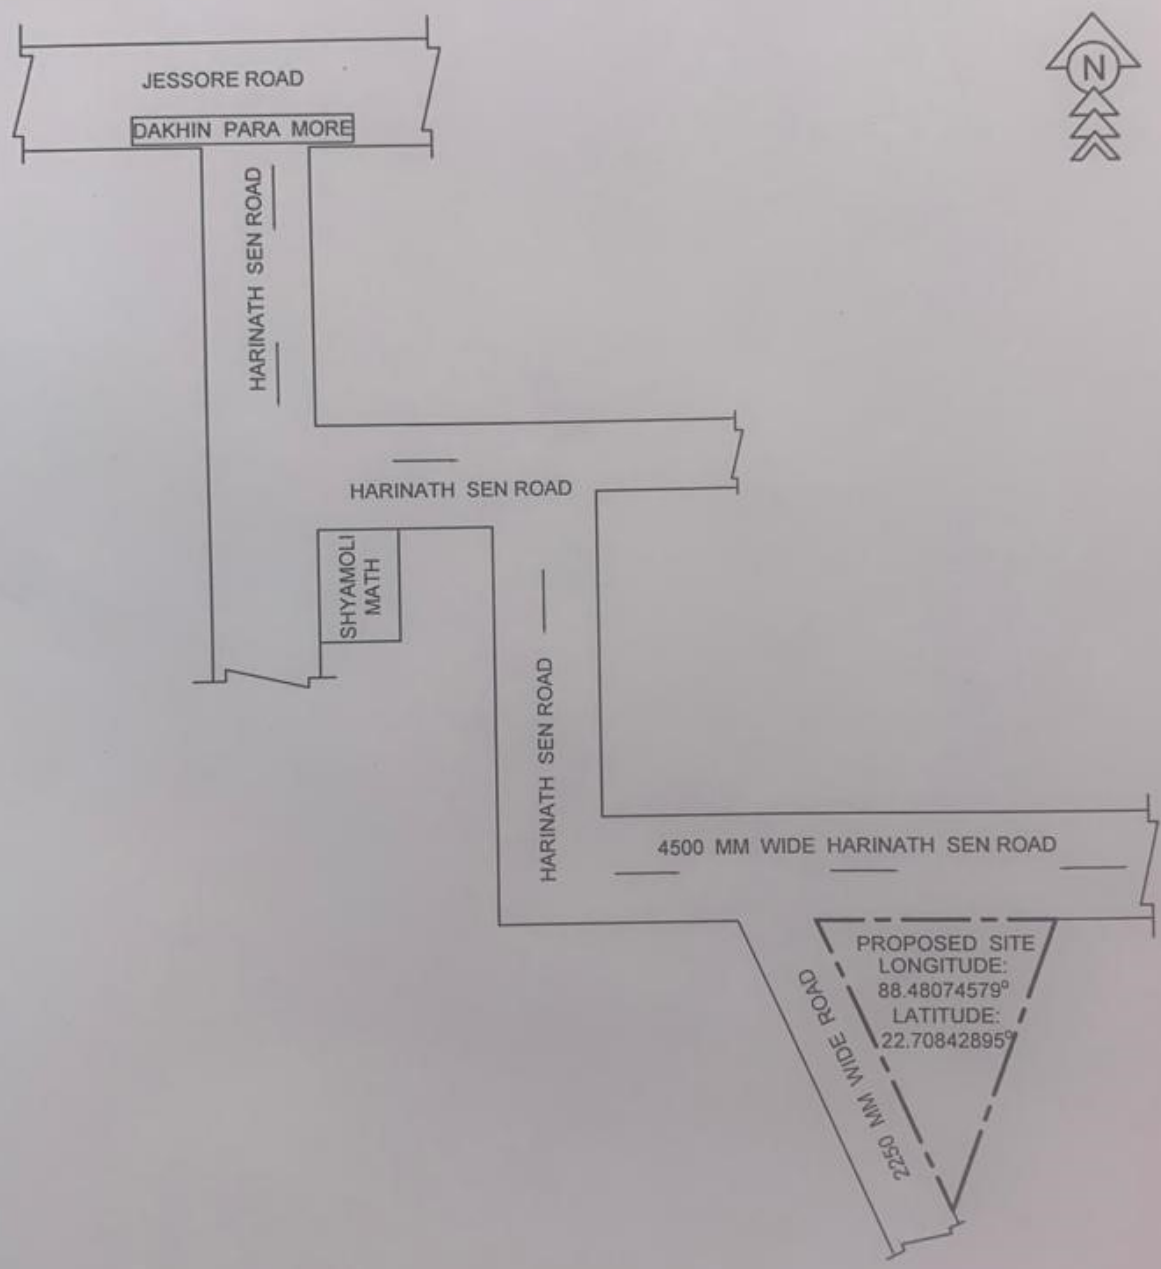 N
JESSORE ROAD
DAKHIN PARA MORE
HARINATH SEN ROAD
HARINATH SEN ROAD
SHYAMOLI
MATH
HARINATH SEN ROAD
4500 MM WIDE HARINATH SEN ROAD
PROPOSED SITE
LONGITUDE:
88.48074579°
LATITUDE:
22.70842895°
2250 MM WIDE ROAD